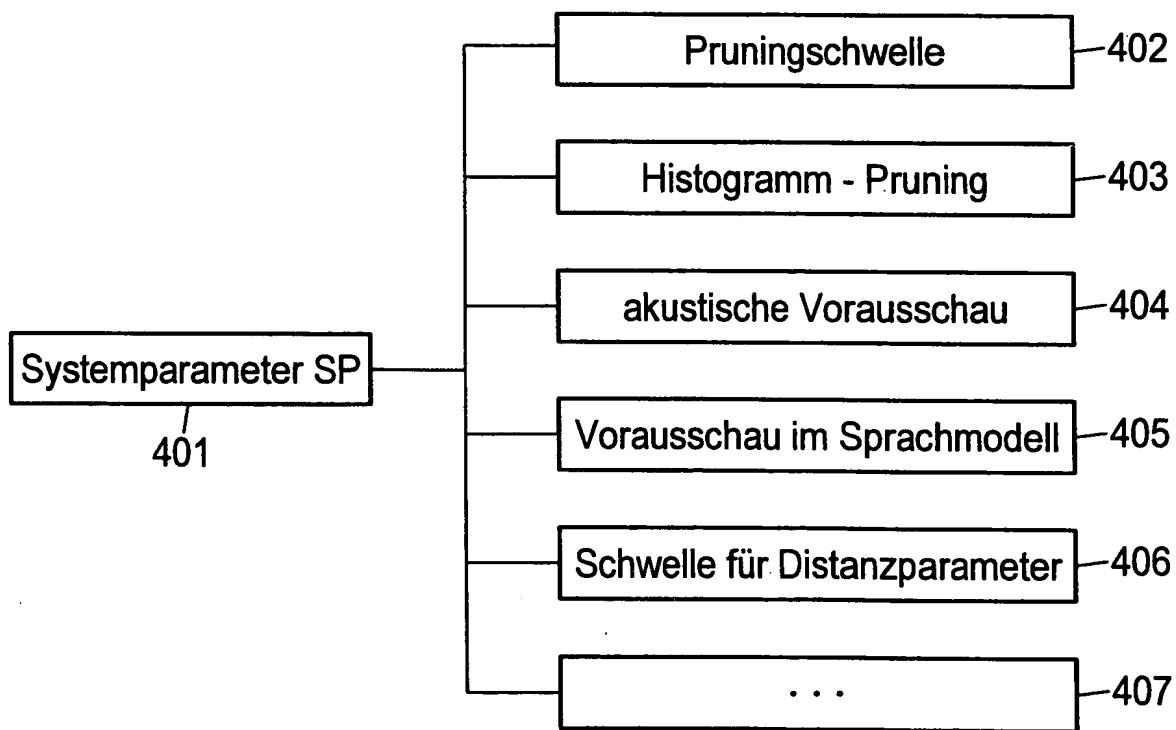 Pruningschwelle 402
Histogramm - Pruning 403
akustische Vorausschau 404
Systemparameter SP
401
Vorausschau im Sprachmodell 405
Schwelle für Distanzparameter 406
. . . 407